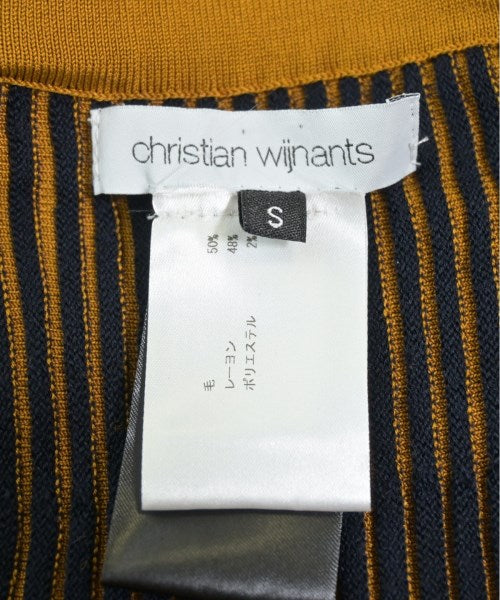 christian wijnants
S
毛 50%
レーヨン 48%
ポリエステル 2%